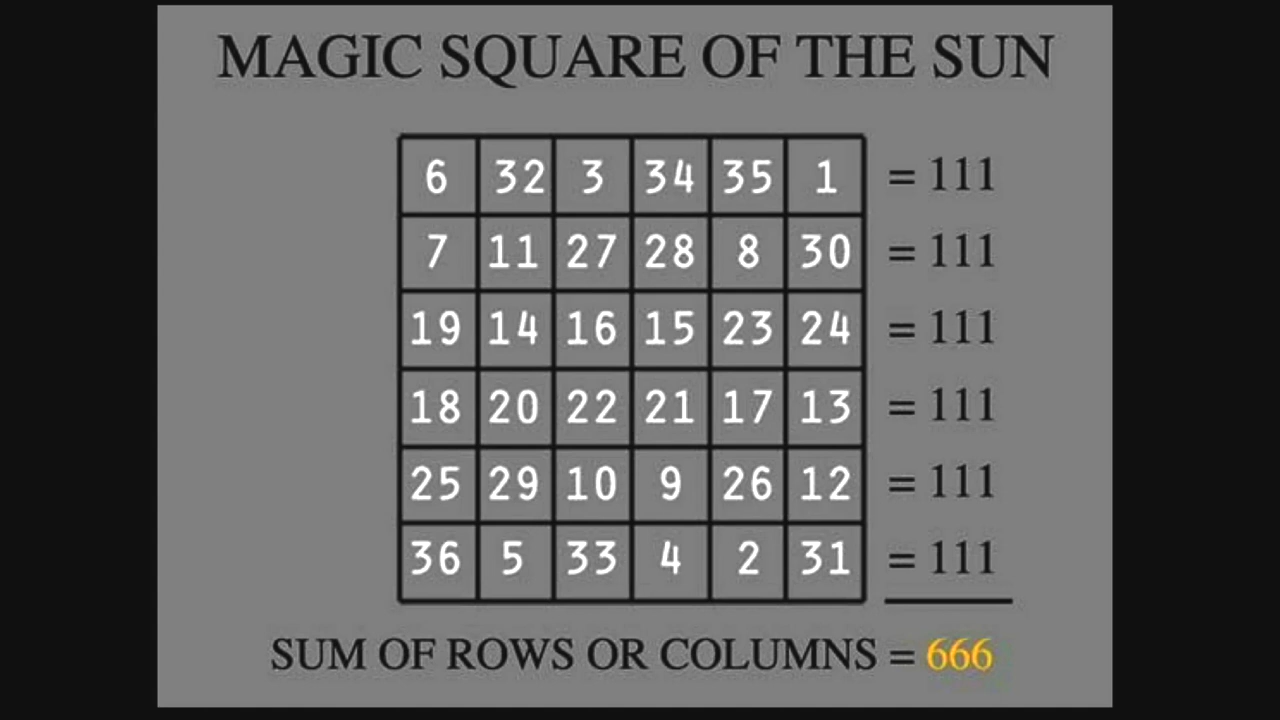 MAGIC SQUARE OF THE SUN
6 32 3 34 35 1 = 111
7 11 27 28 8 30 = 111
19 14 16 15 23 24 = 111
18 20 22 21 17 13 = 111
25 29 10 9 26 12 = 111
36 5 33 4 2 31 = 111
SUM OF ROWS OR COLUMNS = 666